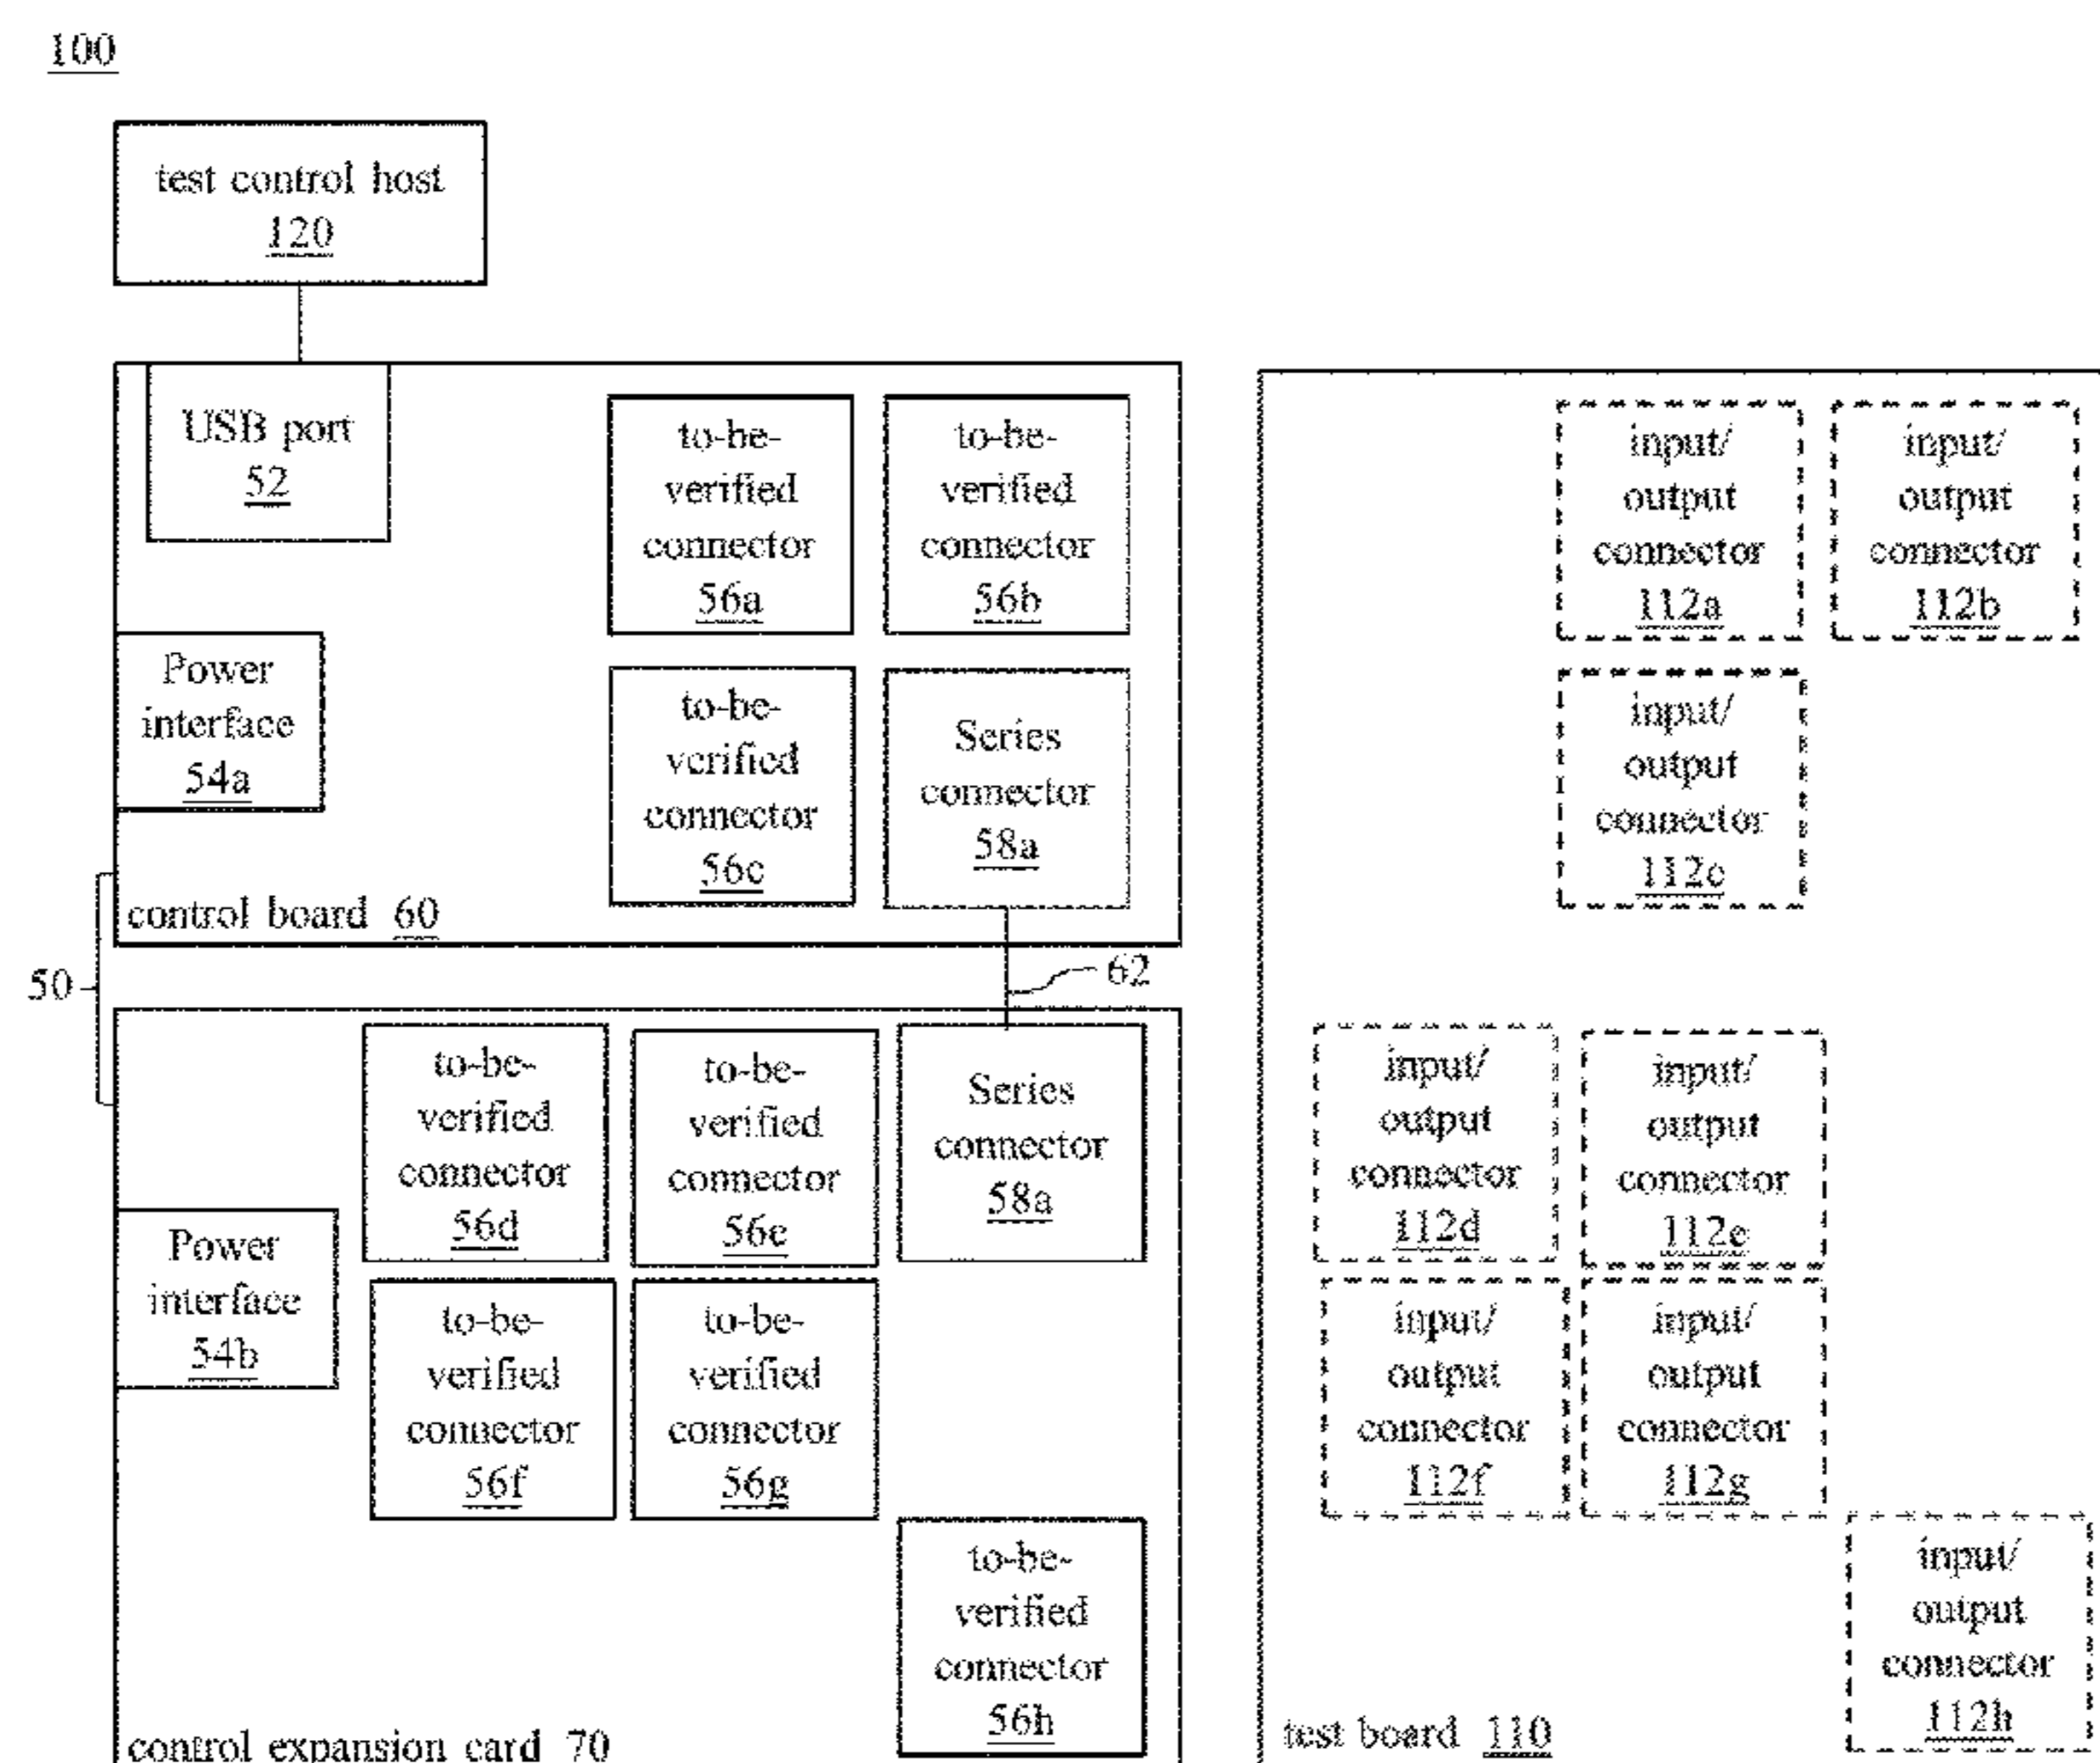 100
test control host
120
USB port
52
to-be-
verified
connector
56a
to-be-
verified
connector
56b
Power
interface
54a
to-be-
verified
connector
56c
Series
connector
58a
control board 60
50
62
to-be-
verified
connector
56d
to-be-
verified
connector
56e
Series
connector
58a
Power
interface
54b
to-be-
verified
connector
56f
to-be-
verified
connector
56g
to-be-
verified
connector
56h
control expansion card 70
input/
output
connector
112a
input/
output
connector
112b
input/
output
connector
112c
input/
output
connector
112d
input/
output
connector
112e
input/
output
connector
112f
input/
output
connector
112g
input/
output
connector
112h
test board 110